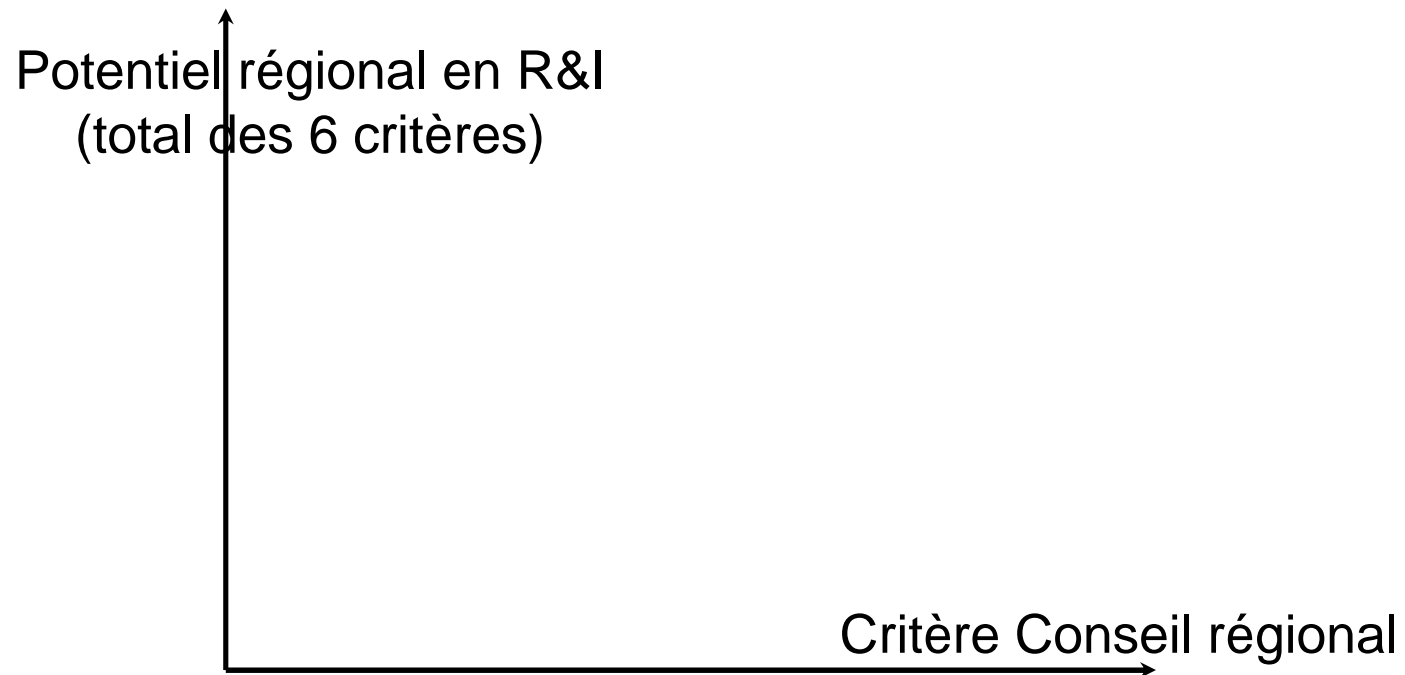 Potentiel régional en R&I
(total des 6 critères)
Critère Conseil régional